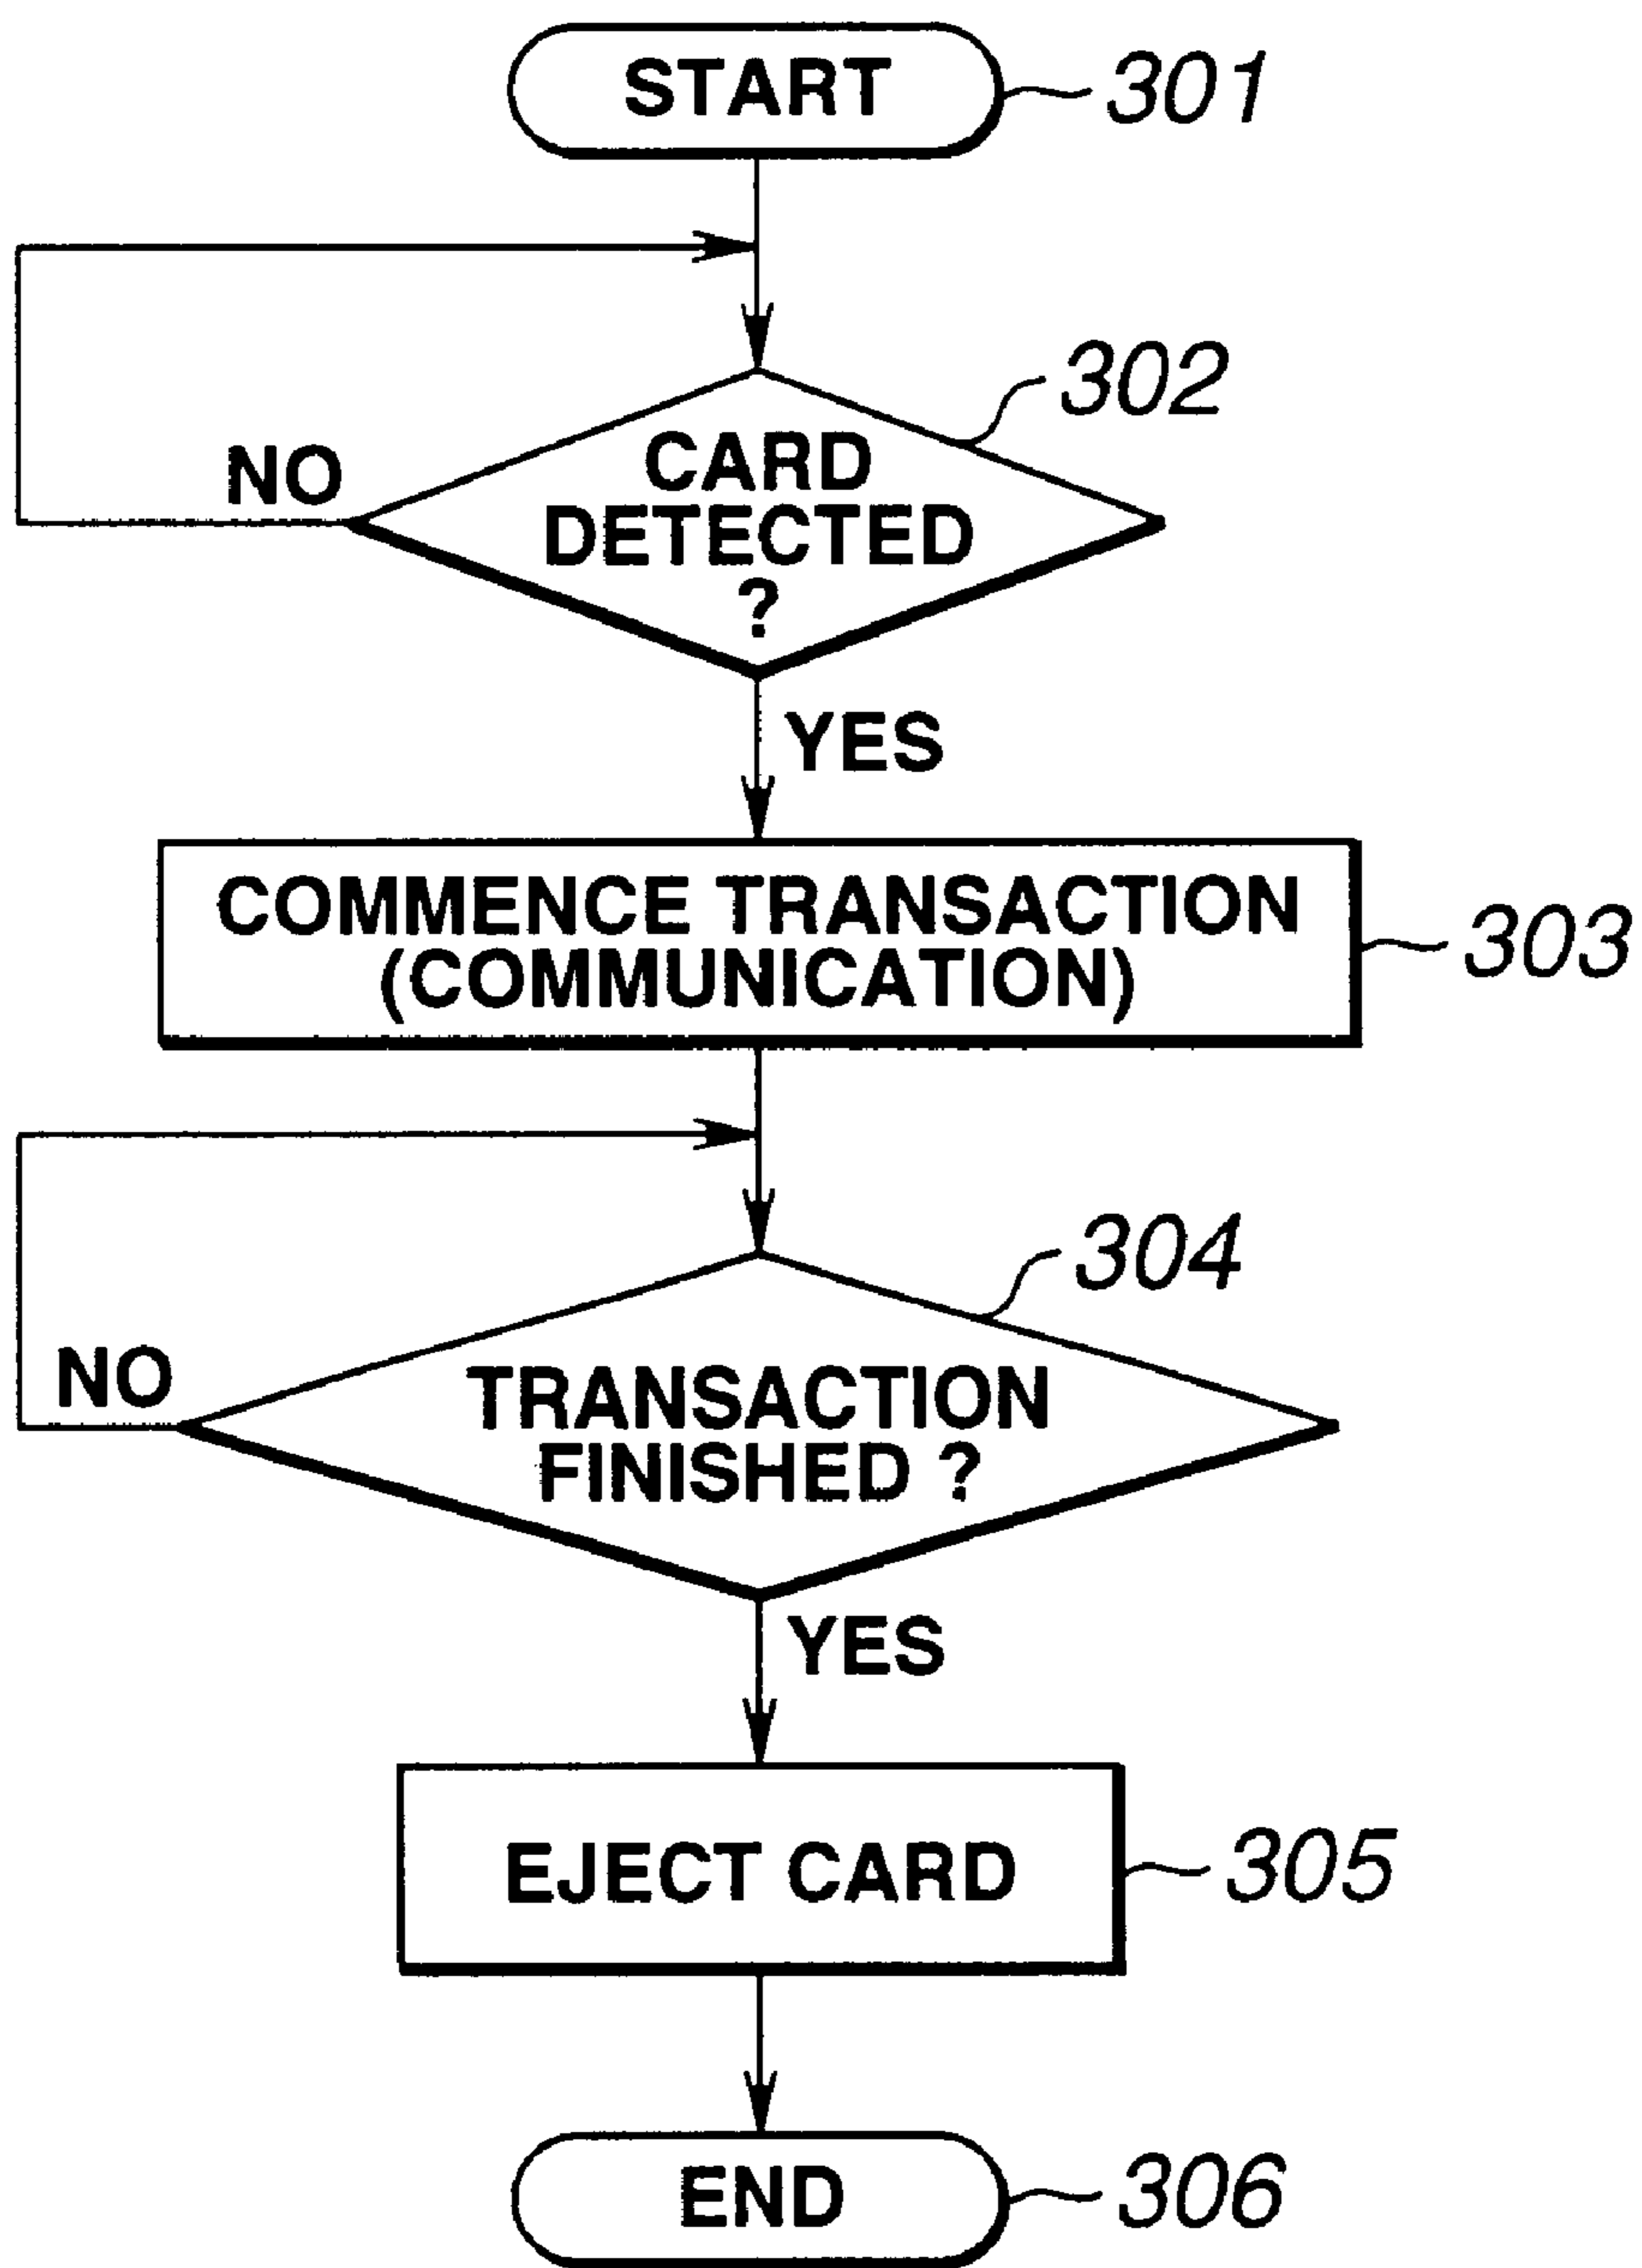 START
301
302
CARD
DETECTED
?
NO
YES
COMMENCE TRANSACTION
(COMMUNICATION)
303
304
NO
TRANSACTION
FINISHED ?
YES
EJECT CARD
305
END
306